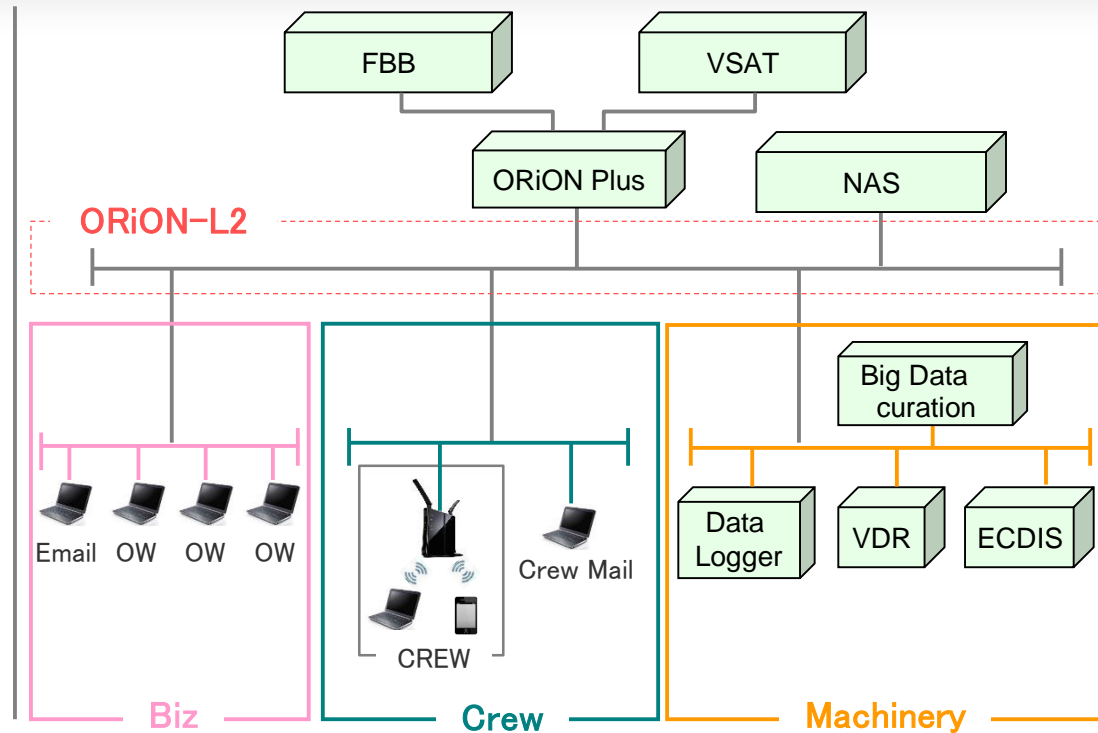 FBB
VSAT
ORiON Plus
NAS
ORiON-L2
Big Data
curation
Email
OW
OW
OW
Crew Mail
CREW
Data
Logger
VDR
ECDIS
Biz
Crew
Machinery